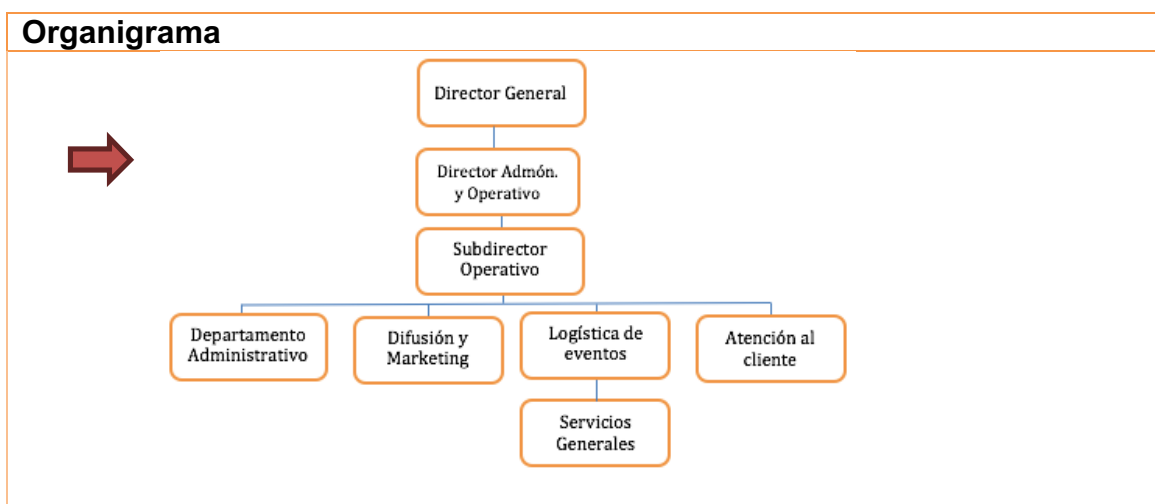 Organigrama
Director General
Director Admón.
y Operativo
Subdirector
Operativo
Departamento
Administrativo
Difusión y
Marketing
Logística de
eventos
Atención al
cliente
Servicios
Generales